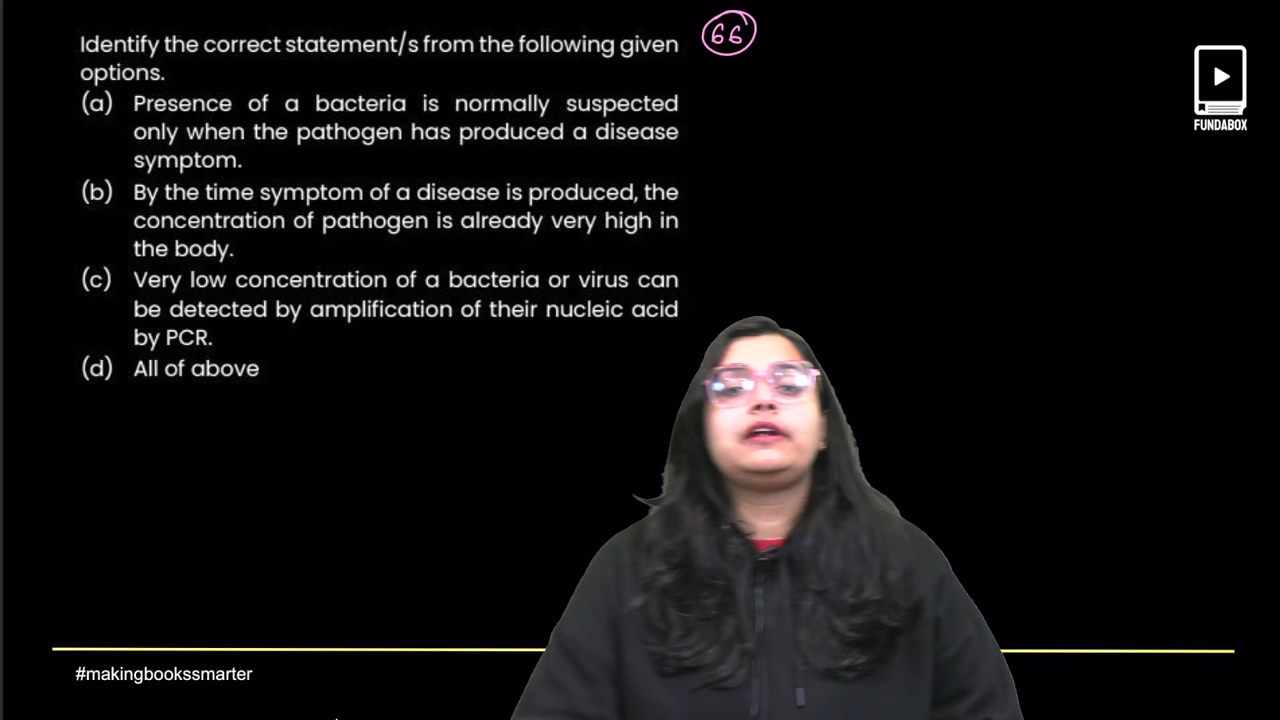 Identify the correct statement/s from the following given
options.
(a) Presence of a bacteria is normally suspected
only when the pathogen has produced a disease
symptom.
(b) By the time symptom of a disease is produced, the
concentration of pathogen is already very high in
the body.
(c) Very low concentration of a bacteria or virus can
be detected by amplification of their nucleic acid
by PCR.
(d) All of above
66
FUNDABOX
#makingbookssmarter